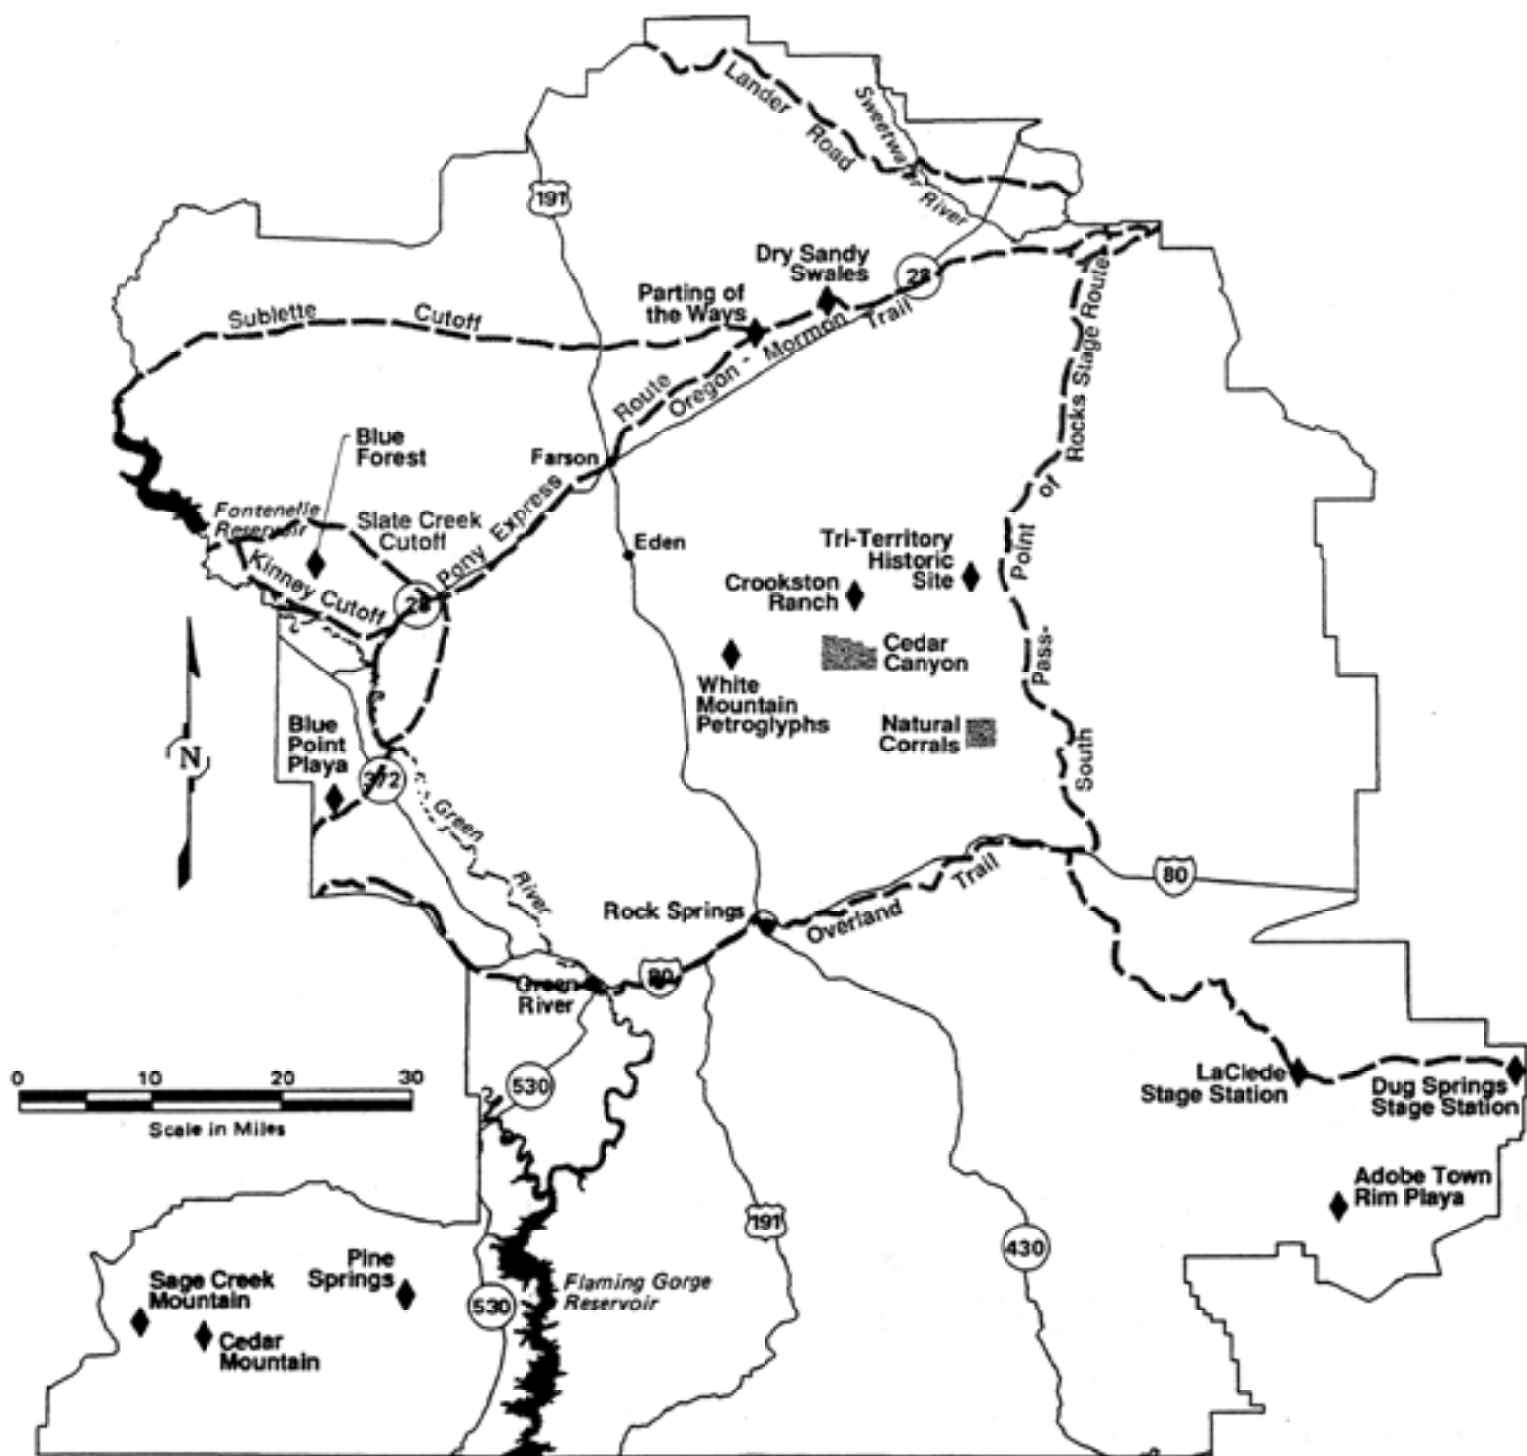 Lander
Road
Sweetwater River
191
Dry Sandy
Swales
28
Parting of
the Ways
Sublette
Cutoff
Route
Oregon - Mormon Trail
South Pass - Point of Rocks Stage Route
Blue
Forest
Farson
Fontenelle
Reservoir
Slate Creek
Cutoff
Pony Express
Eden
Tri-Territory
Historic
Site
Crookston
Ranch
Kinney Cutoff
28
Cedar
Canyon
White
Mountain
Petroglyphs
Natural
Corrals
N
Blue
Point
Playa
372
Green
River
80
Rock Springs
Overland
Trail
Green
River
80
0 10 20 30
Scale in Miles
530
LaClede
Stage Station
Dug Springs
Stage Station
Adobe Town
Rim Playa
191
430
Pine
Springs
Sage Creek
Mountain
Cedar
Mountain
530
Flaming Gorge
Reservoir